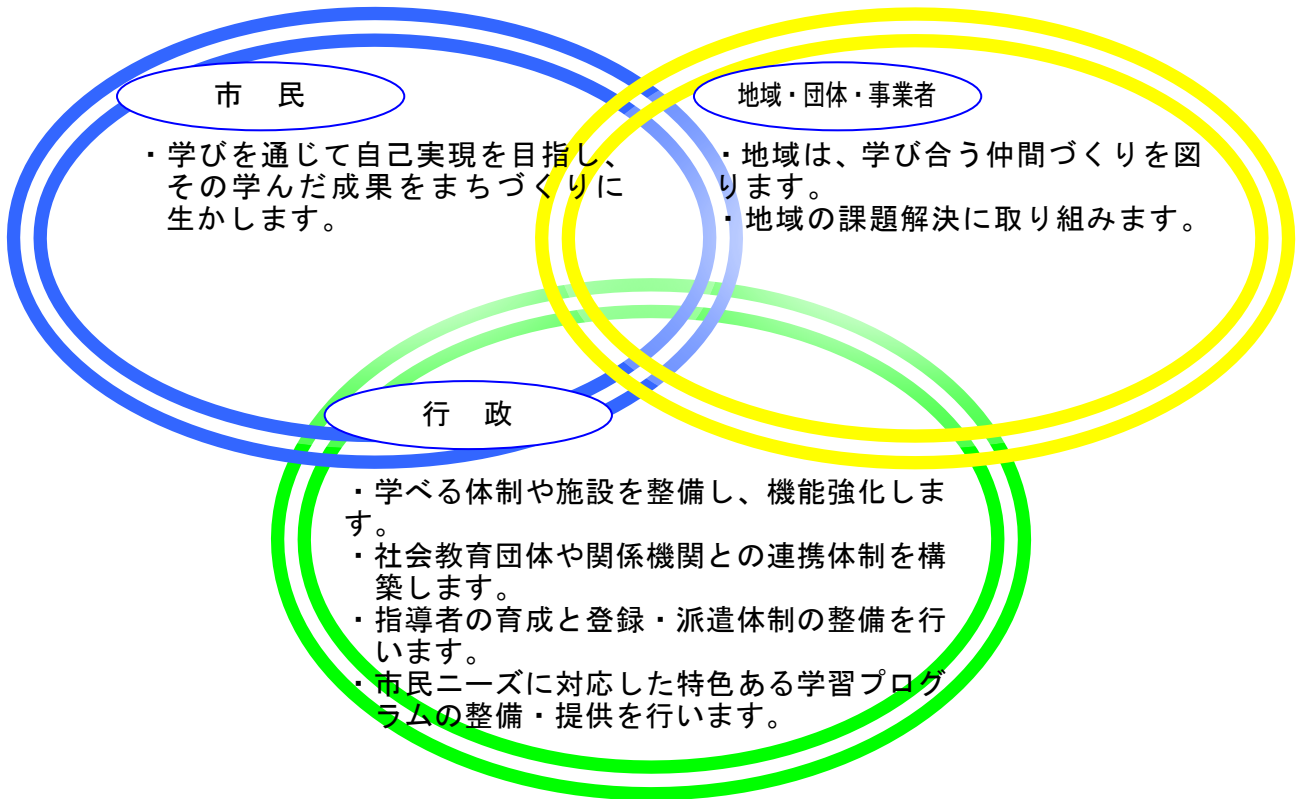 市　民
・学びを通じて自己実現を目指し、
その学んだ成果をまちづくりに
生かします。
地域・団体・事業者
・地域は、学び合う仲間づくりを図
ります。
・地域の課題解決に取り組みます。
行　政
・学べる体制や施設を整備し、機能強化しま
す。
・社会教育団体や関係機関との連携体制を構
築します。
・指導者の育成と登録・派遣体制の整備を行
います。
・市民ニーズに対応した特色ある学習プログ
ラムの整備・提供を行います。